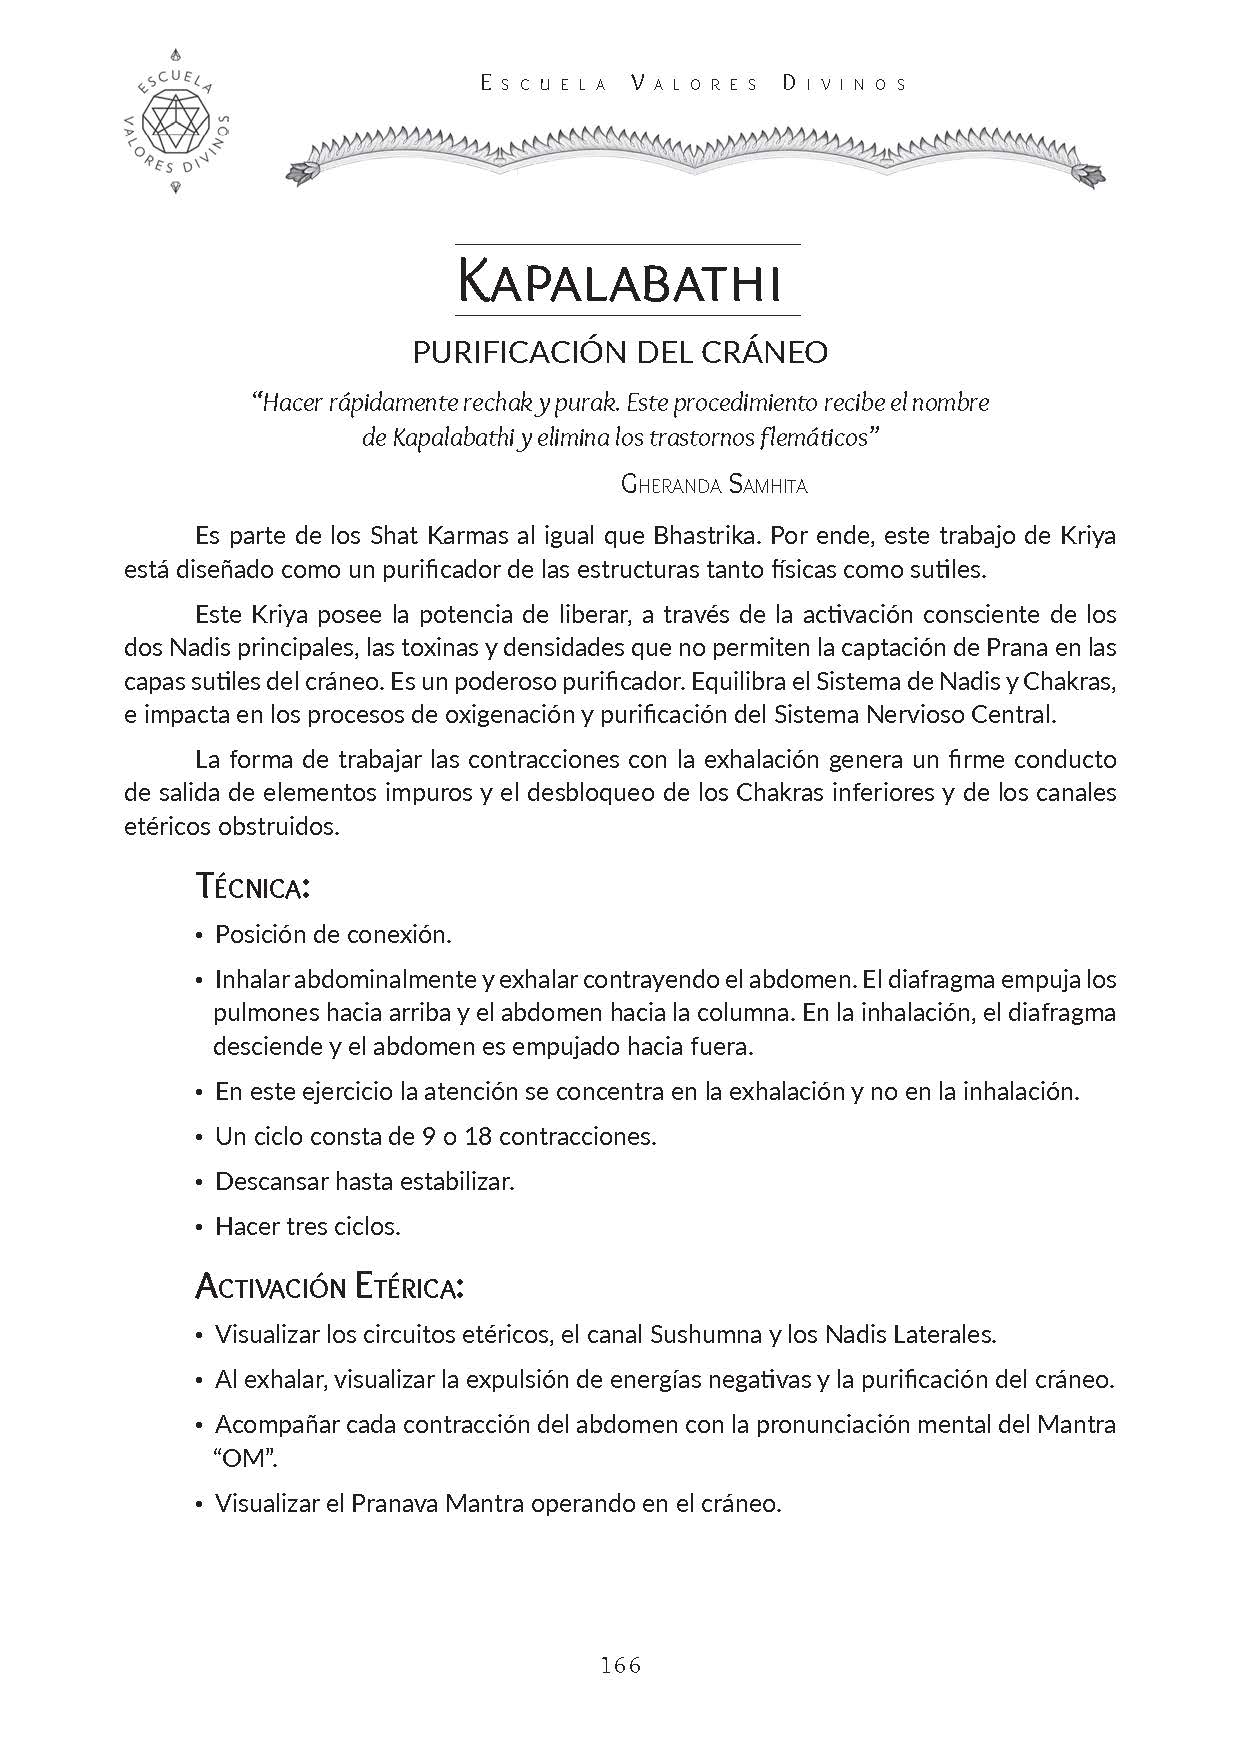 ESCUELA VALORES DIVINOS
ESCUELA VALORES DIVINOS
KAPALABATHI
PURIFICACIÓN DEL CRÁNEO
“Hacer rápidamente rechak y purak. Este procedimiento recibe el nombre
de Kapalabathi y elimina los trastornos flemáticos”
GHERANDA SAMHITA
Es parte de los Shat Karmas al igual que Bhastrika. Por ende, este trabajo de Kriya
está diseñado como un purificador de las estructuras tanto físicas como sutiles.
Este Kriya posee la potencia de liberar, a través de la activación consciente de los
dos Nadis principales, las toxinas y densidades que no permiten la captación de Prana en las
capas sutiles del cráneo. Es un poderoso purificador. Equilibra el Sistema de Nadis y Chakras,
e impacta en los procesos de oxigenación y purificación del Sistema Nervioso Central.
La forma de trabajar las contracciones con la exhalación genera un firme conducto
de salida de elementos impuros y el desbloqueo de los Chakras inferiores y de los canales
etéricos obstruidos.
TÉCNICA:
• Posición de conexión.
• Inhalar abdominalmente y exhalar contrayendo el abdomen. El diafragma empuja los
pulmones hacia arriba y el abdomen hacia la columna. En la inhalación, el diafragma
desciende y el abdomen es empujado hacia fuera.
• En este ejercicio la atención se concentra en la exhalación y no en la inhalación.
• Un ciclo consta de 9 o 18 contracciones.
• Descansar hasta estabilizar.
• Hacer tres ciclos.
ACTIVACIÓN ETÉRICA:
• Visualizar los circuitos etéricos, el canal Sushumna y los Nadis Laterales.
• Al exhalar, visualizar la expulsión de energías negativas y la purificación del cráneo.
• Acompañar cada contracción del abdomen con la pronunciación mental del Mantra
“OM”.
• Visualizar el Pranava Mantra operando en el cráneo.
166